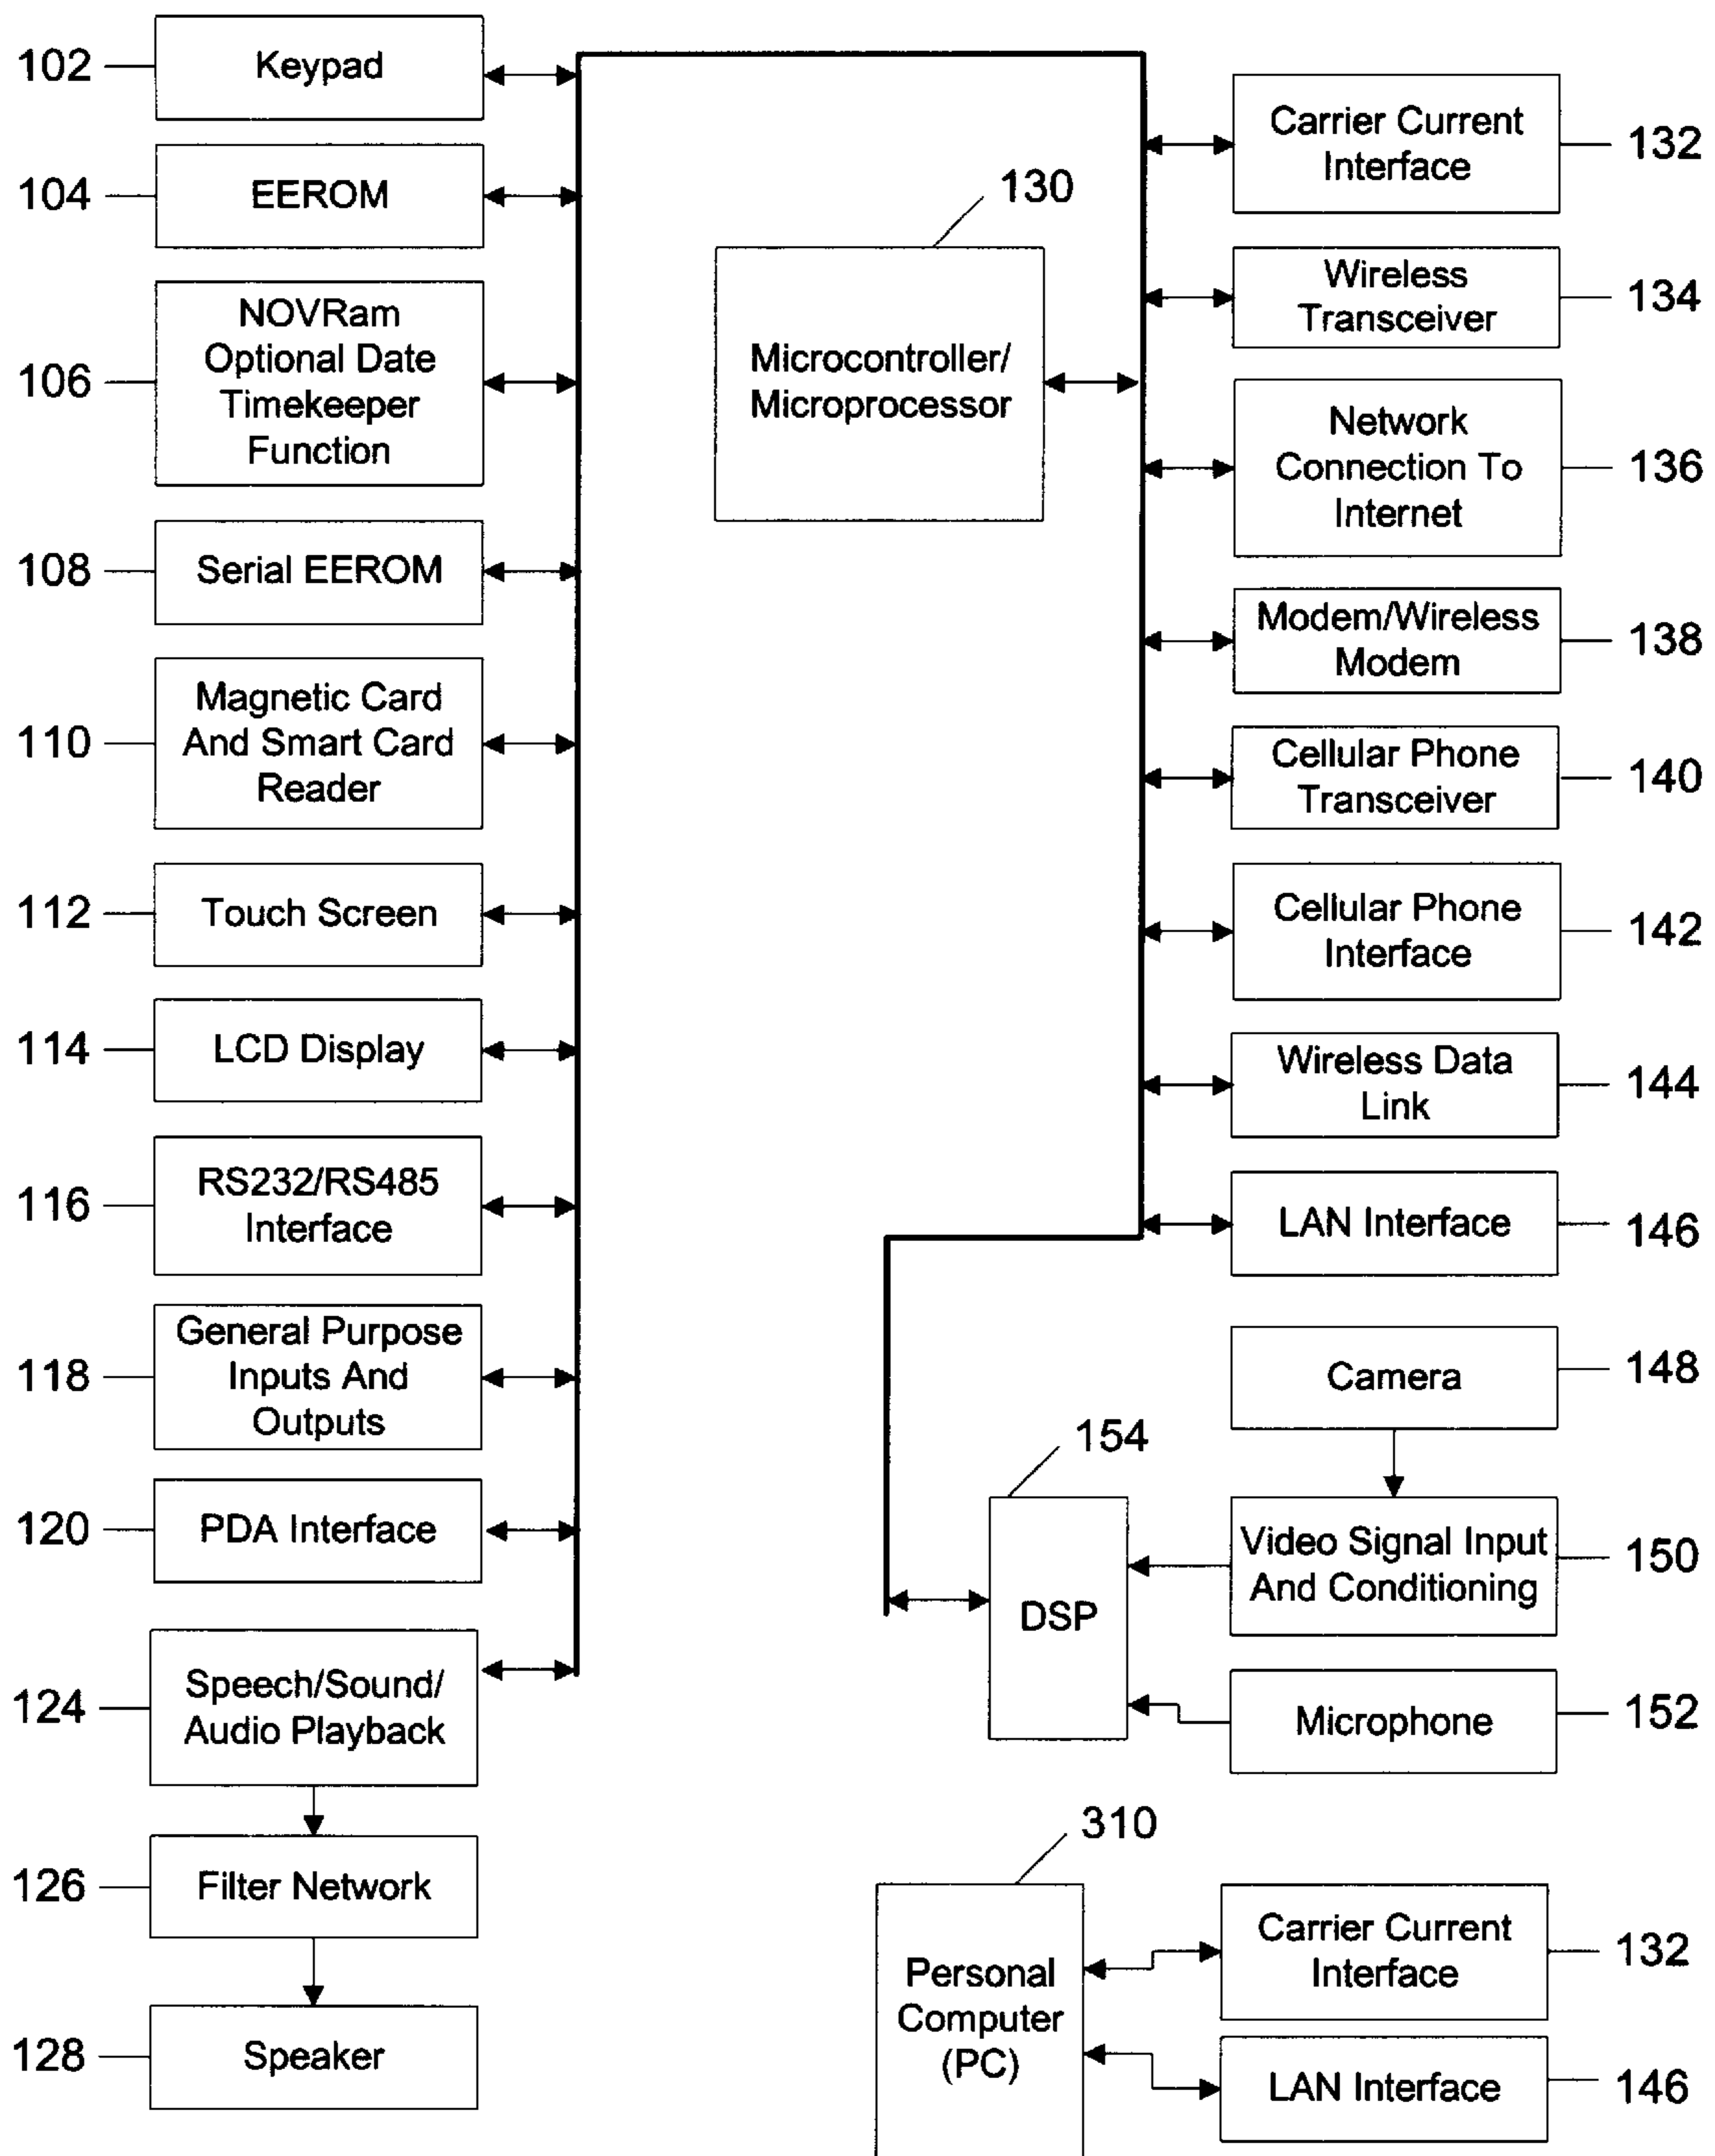 102
Keypad
104
EEROM
106
NOVRam
Optional Date
Timekeeper
Function
108
Serial EEROM
110
Magnetic Card
And Smart Card
Reader
112
Touch Screen
114
LCD Display
116
RS232/RS485
Interface
118
General Purpose
Inputs And
Outputs
120
PDA Interface
124
Speech/Sound/
Audio Playback
126
Filter Network
128
Speaker
130
Microcontroller/
Microprocessor
Carrier Current
Interface
132
Wireless
Transceiver
134
Network
Connection To
Internet
136
Modem/Wireless
Modem
138
Cellular Phone
Transceiver
140
Cellular Phone
Interface
142
Wireless Data
Link
144
LAN Interface
146
Camera
148
154
DSP
Video Signal Input
And Conditioning
150
Microphone
152
310
Personal
Computer
(PC)
Carrier Current
Interface
132
LAN Interface
146